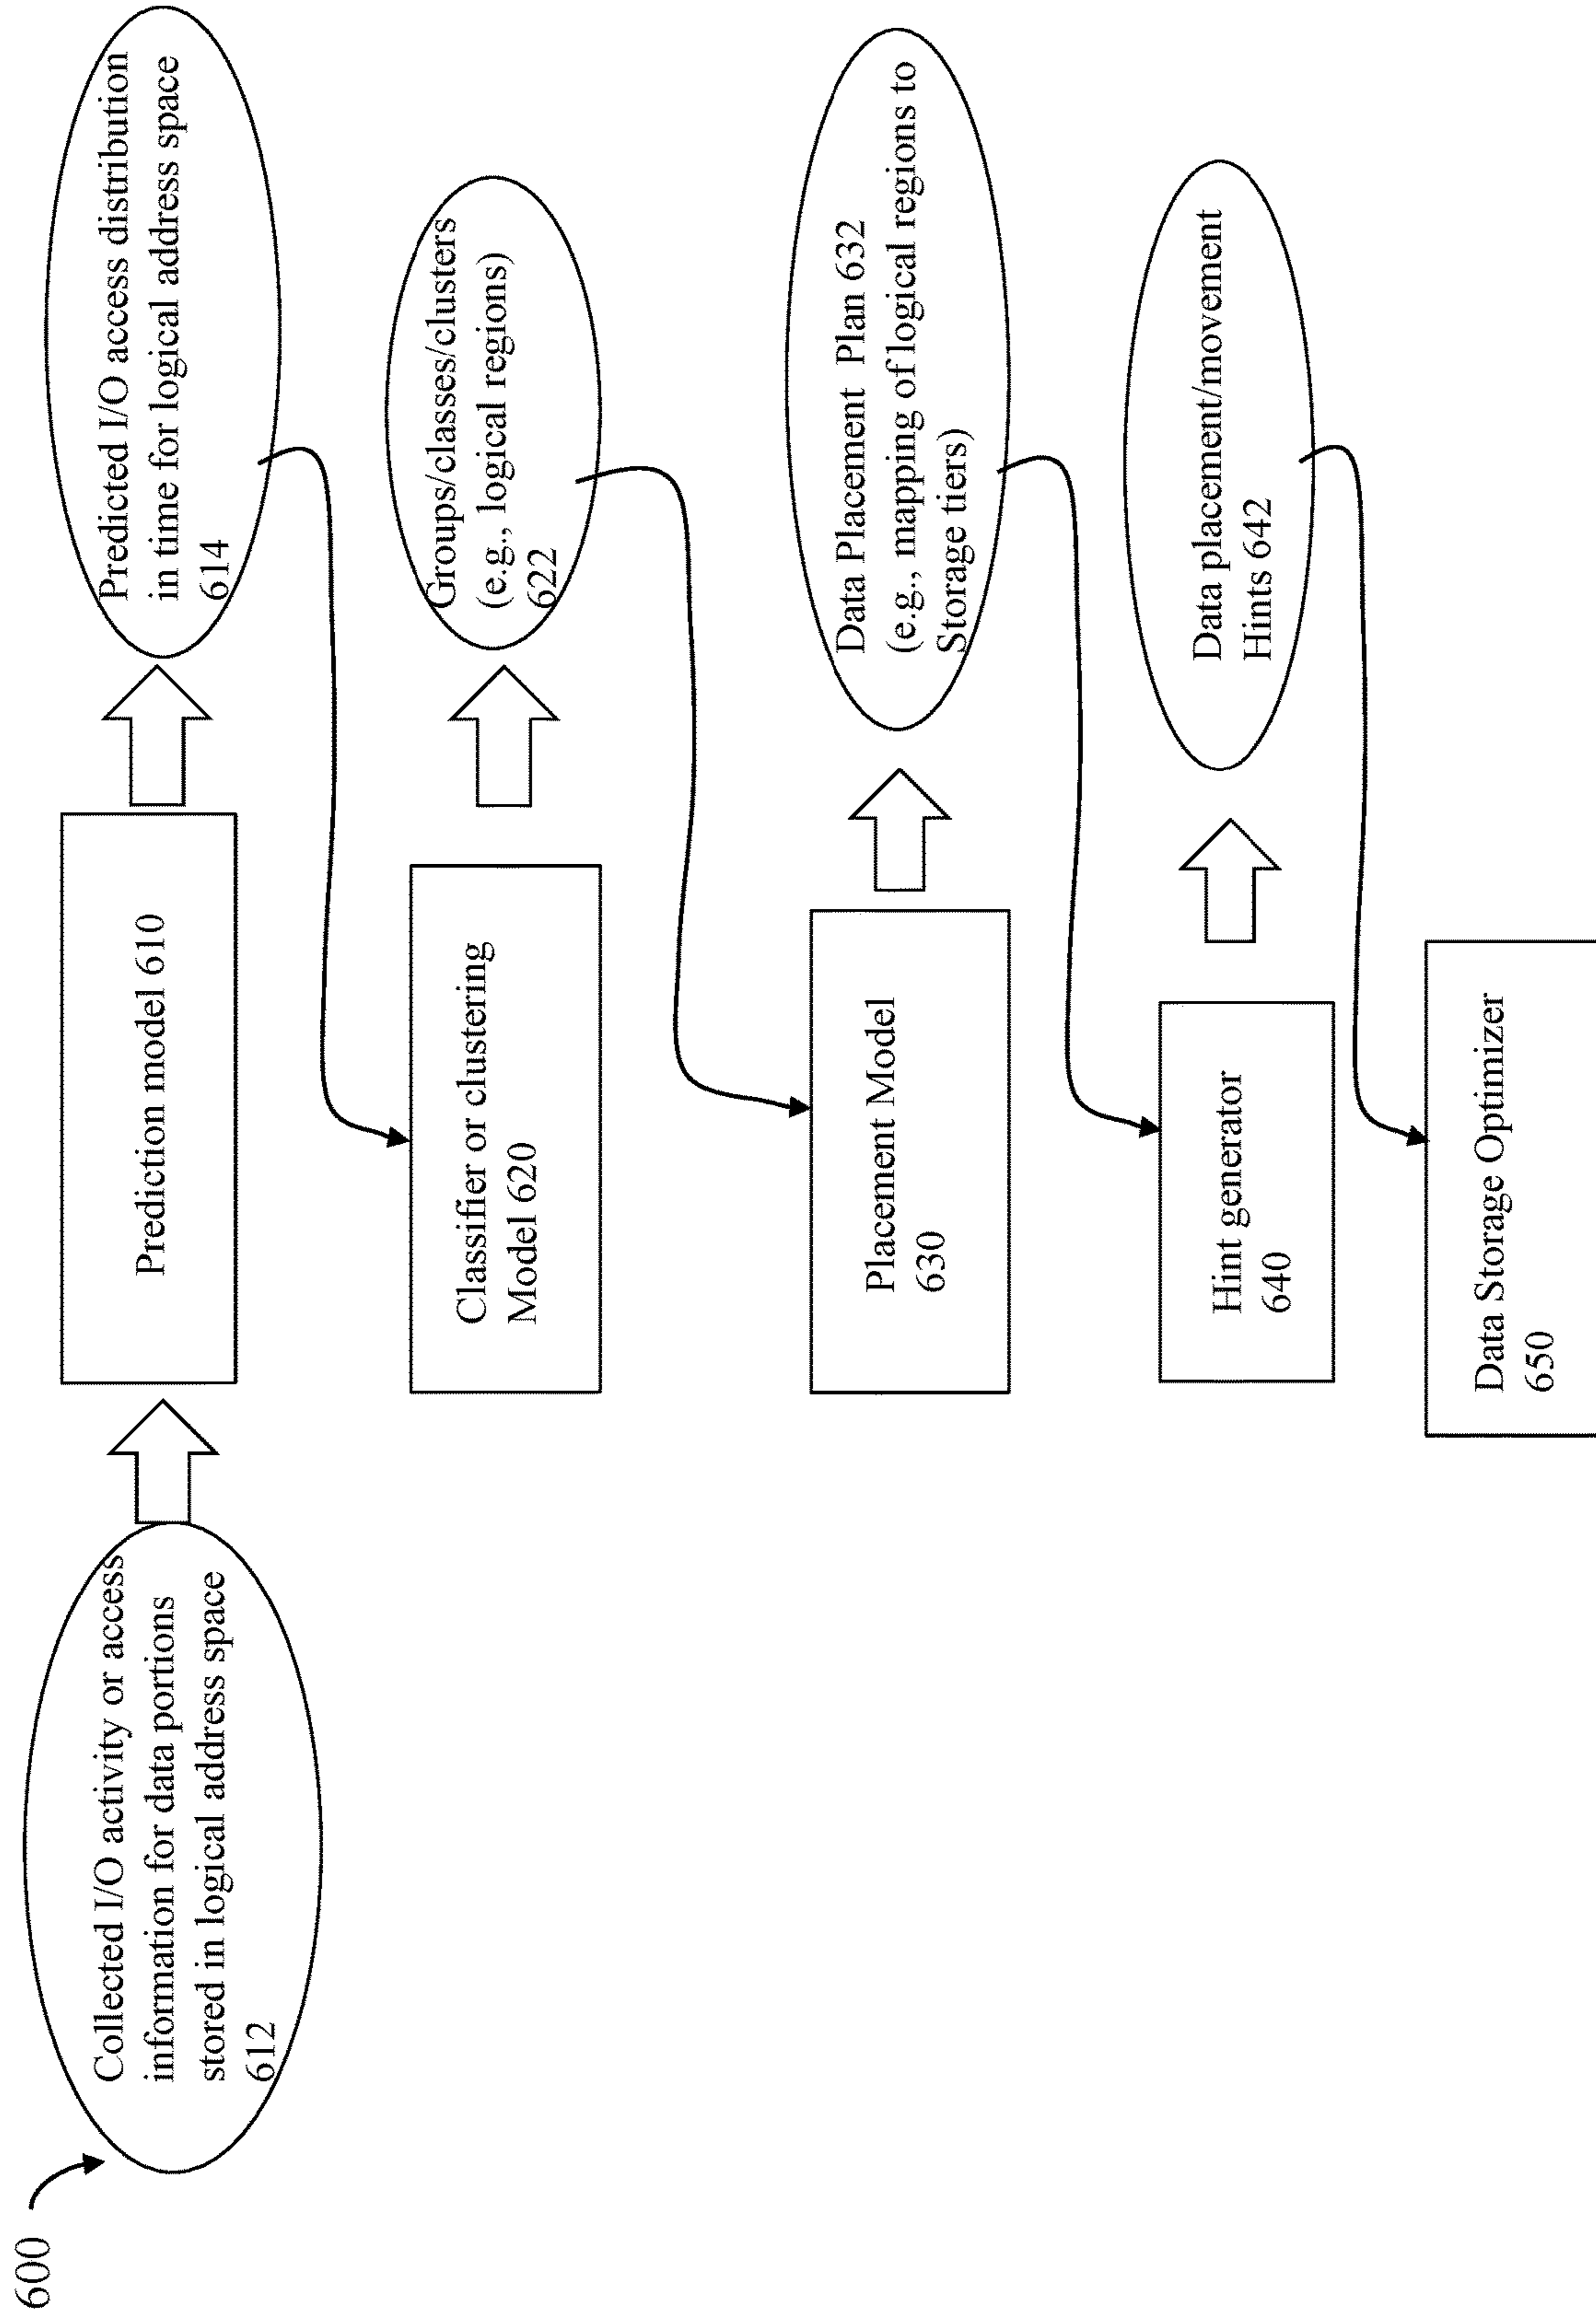 600
Collected I/O activity or access
information for data portions
stored in logical address space
612
Prediction model 610
Predicted I/O access distribution
in time for logical address space
614
Classifier or clustering
Model 620
Groups/classes/clusters
(e.g., logical regions)
622
Placement Model
630
Data Placement Plan 632
(e.g., mapping of logical regions to
Storage tiers)
Hint generator
640
Data placement/movement
Hints 642
Data Storage Optimizer
650